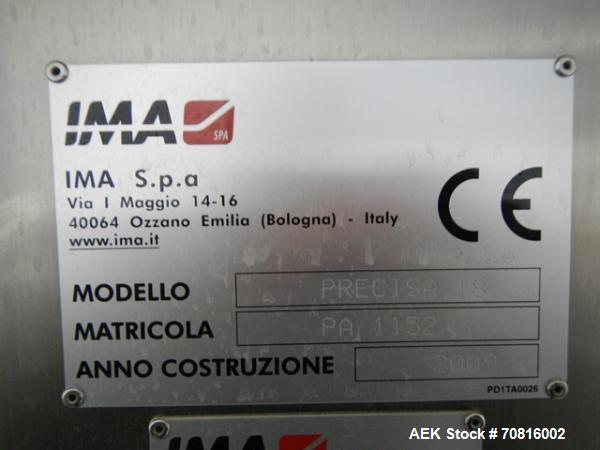 IMA SPA
IMA S.p.a
Via I Maggio 14-16
40064 Ozzano Emilia (Bologna) - Italy
www.ima.it
CE
MODELLO PRECISA 18
MATRICOLA PA 1152
ANNO COSTRUZIONE 2009
PD1TA0026
IMA
AEK Stock # 70816002